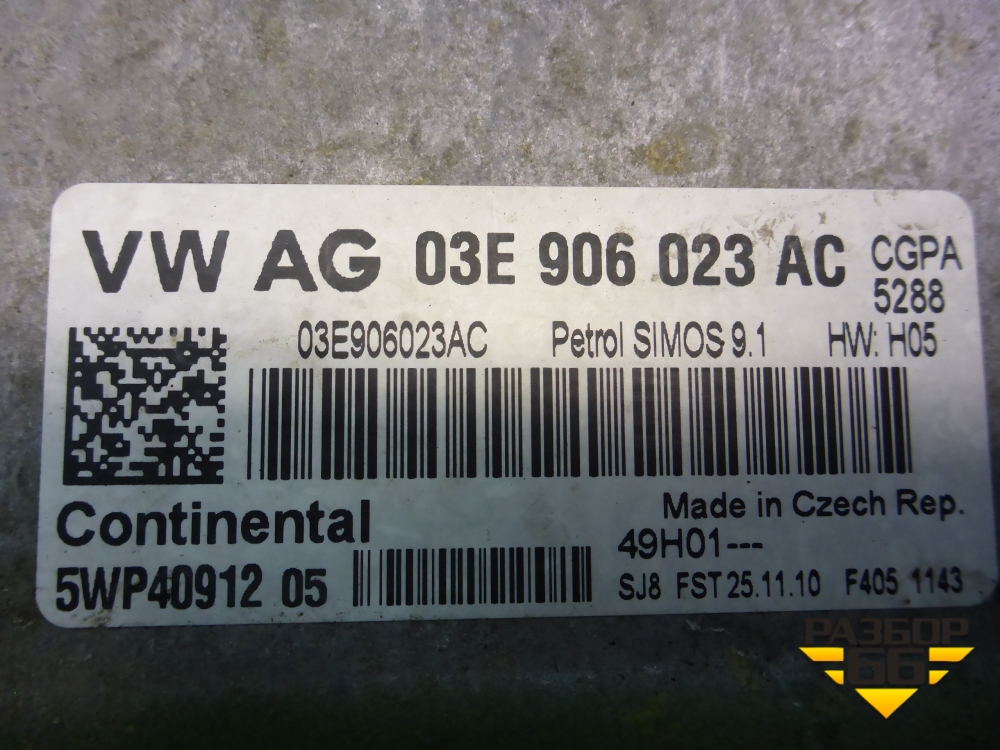 VW AG 03E 906 023 AC CGPA
5288
03E906023AC Petrol SIMOS 9.1 HW: H05
Continental
Made in Czech Rep.
49H01---
5WP40912 05
SJ8 FST 25.11.10 F405 1143
РАЗБОР
66